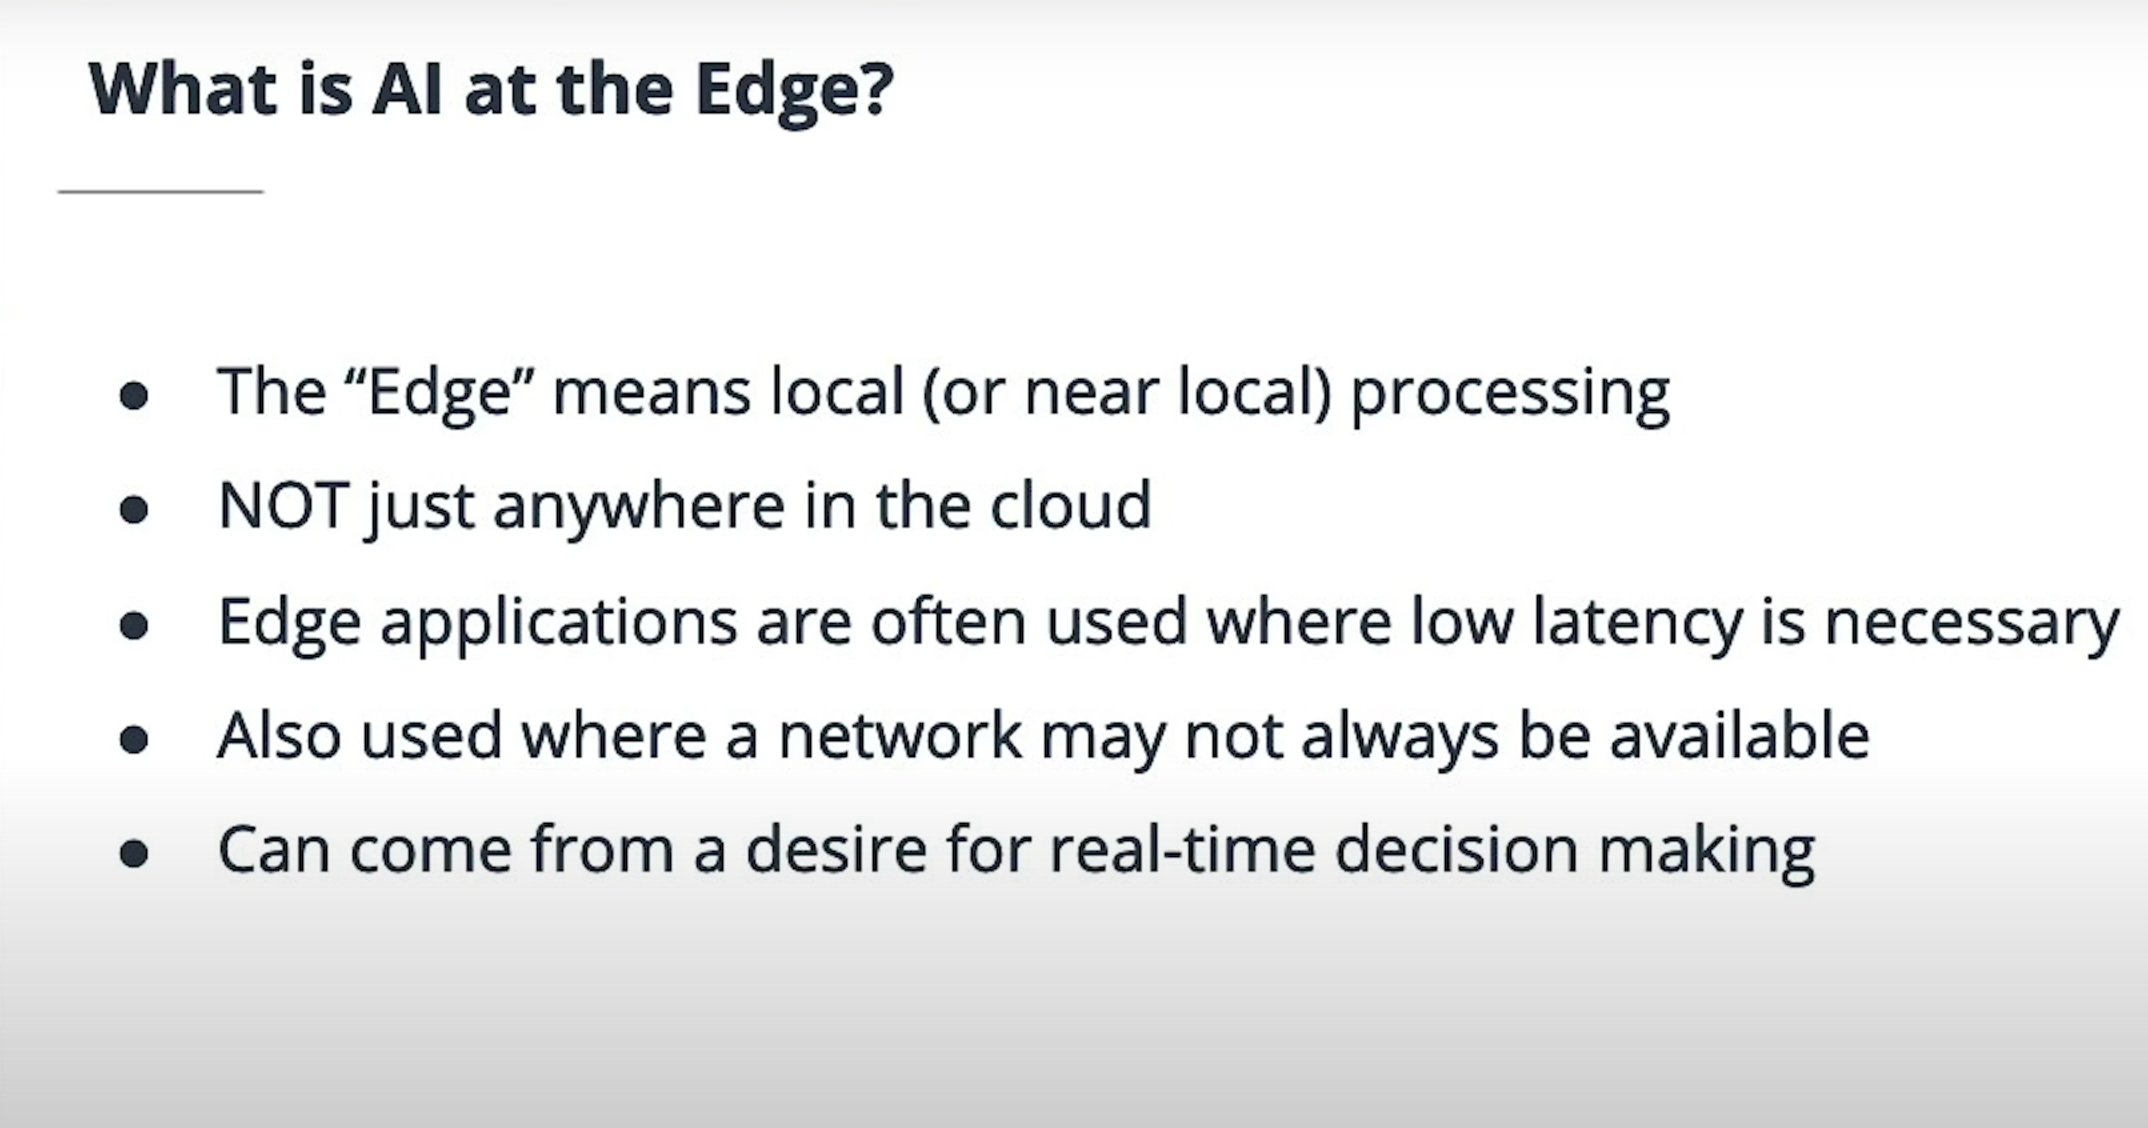 What is AI at the Edge?
● The “Edge” means local (or near local) processing
● NOT just anywhere in the cloud
● Edge applications are often used where low latency is necessary
● Also used where a network may not always be available
● Can come from a desire for real-time decision making